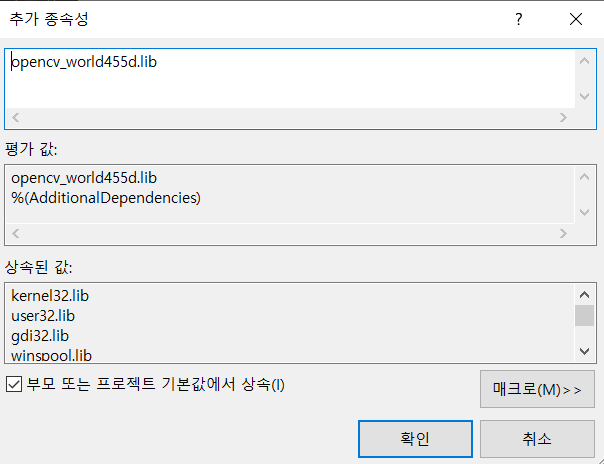 추가 종속성
opencv_world455d.lib
평가 값:
opencv_world455d.lib
%(AdditionalDependencies)
상속된 값:
kernel32.lib
user32.lib
gdi32.lib
winspool.lib
부모 또는 프로젝트 기본값에서 상속(I)
매크로(M)>>
확인
취소